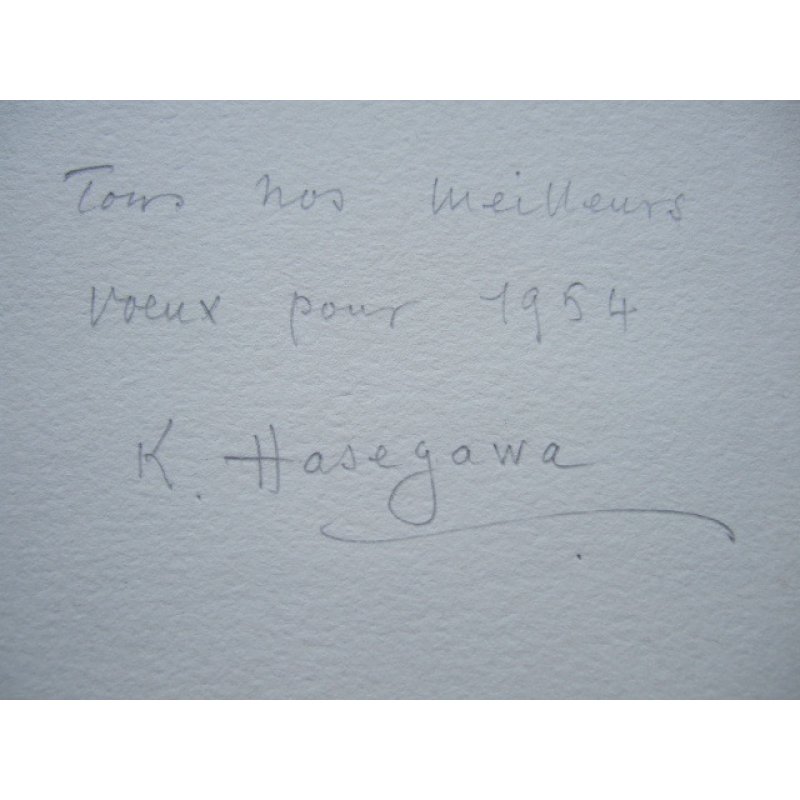 Tous nos meilleurs
voeux pour 1954
K. Hasegawa